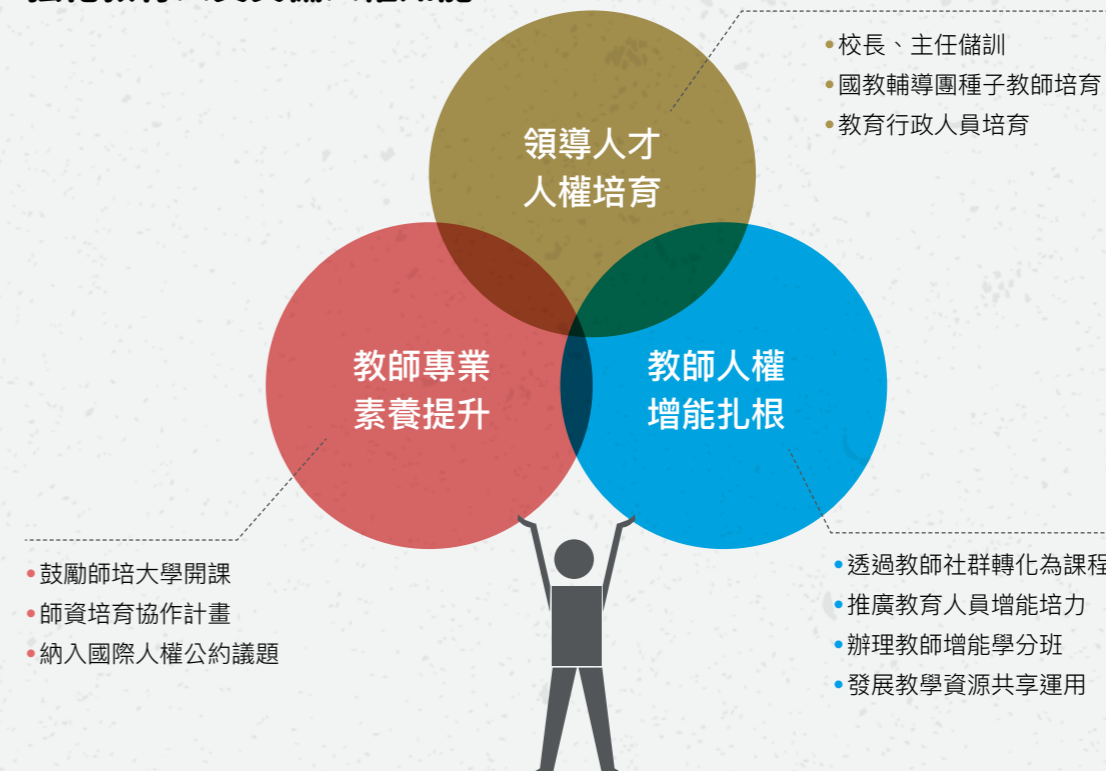 領導人才
人權培育
•校長、主任儲訓
•國教輔導團種子教師培育
•教育行政人員培育
教師專業
素養提升
教師人權
增能扎根
•鼓勵師培大學開課
•師資培育協作計畫
•納入國際人權公約議題
•透過教師社群轉化為課程
•推廣教育人員增能培力
•辦理教師增能學分班
•發展教學資源共享運用